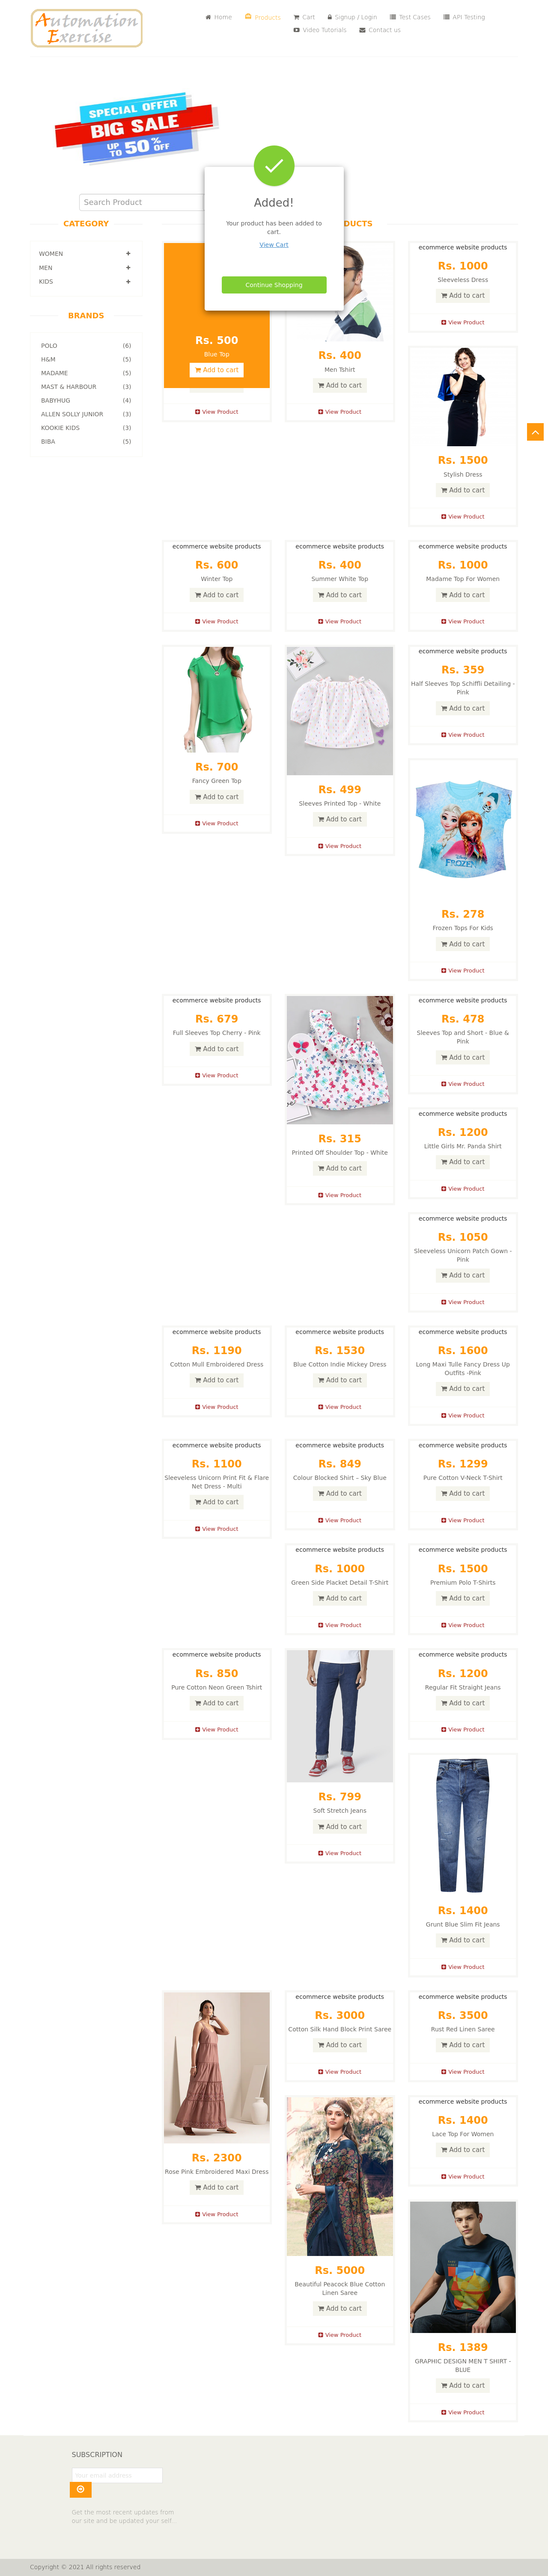 Automation
Exercise
Home
Products
Cart
Signup / Login
Test Cases
API Testing
Video Tutorials
Contact us
SPECIAL OFFER
BIG SALE
UP TO 50% OFF
Search Product
Added!
Your product has been added to
cart.
View Cart
Continue Shopping
CATEGORY
WOMEN
MEN
KIDS
BRANDS
POLO (6)
H&M (5)
MADAME (5)
MAST & HARBOUR (3)
BABYHUG (4)
ALLEN SOLLY JUNIOR (3)
KOOKIE KIDS (3)
BIBA (5)
Rs. 500
Blue Top
Add to cart
View Product
Rs. 400
Men Tshirt
Add to cart
View Product
ecommerce website products
Rs. 1000
Sleeveless Dress
Add to cart
View Product
Rs. 1500
Stylish Dress
Add to cart
View Product
ecommerce website products
Rs. 600
Winter Top
Add to cart
View Product
ecommerce website products
Rs. 400
Summer White Top
Add to cart
View Product
ecommerce website products
Rs. 1000
Madame Top For Women
Add to cart
View Product
Rs. 700
Fancy Green Top
Add to cart
View Product
Rs. 499
Sleeves Printed Top - White
Add to cart
View Product
ecommerce website products
Rs. 359
Half Sleeves Top Schiffli Detailing -
Pink
Add to cart
View Product
FROZEN
Rs. 278
Frozen Tops For Kids
Add to cart
View Product
ecommerce website products
Rs. 679
Full Sleeves Top Cherry - Pink
Add to cart
View Product
Rs. 315
Printed Off Shoulder Top - White
Add to cart
View Product
ecommerce website products
Rs. 478
Sleeves Top and Short - Blue &
Pink
Add to cart
View Product
ecommerce website products
Rs. 1200
Little Girls Mr. Panda Shirt
Add to cart
View Product
ecommerce website products
Rs. 1050
Sleeveless Unicorn Patch Gown -
Pink
Add to cart
View Product
ecommerce website products
Rs. 1190
Cotton Mull Embroidered Dress
Add to cart
View Product
ecommerce website products
Rs. 1530
Blue Cotton Indie Mickey Dress
Add to cart
View Product
ecommerce website products
Rs. 1600
Long Maxi Tulle Fancy Dress Up
Outfits -Pink
Add to cart
View Product
ecommerce website products
Rs. 1100
Sleeveless Unicorn Print Fit & Flare
Net Dress - Multi
Add to cart
View Product
ecommerce website products
Rs. 849
Colour Blocked Shirt – Sky Blue
Add to cart
View Product
ecommerce website products
Rs. 1299
Pure Cotton V-Neck T-Shirt
Add to cart
View Product
ecommerce website products
Rs. 1000
Green Side Placket Detail T-Shirt
Add to cart
View Product
ecommerce website products
Rs. 1500
Premium Polo T-Shirts
Add to cart
View Product
ecommerce website products
Rs. 850
Pure Cotton Neon Green Tshirt
Add to cart
View Product
Rs. 799
Soft Stretch Jeans
Add to cart
View Product
ecommerce website products
Rs. 1200
Regular Fit Straight Jeans
Add to cart
View Product
Rs. 1400
Grunt Blue Slim Fit Jeans
Add to cart
View Product
Rs. 2300
Rose Pink Embroidered Maxi Dress
Add to cart
View Product
ecommerce website products
Rs. 3000
Cotton Silk Hand Block Print Saree
Add to cart
View Product
ecommerce website products
Rs. 3500
Rust Red Linen Saree
Add to cart
View Product
Rs. 5000
Beautiful Peacock Blue Cotton
Linen Saree
Add to cart
View Product
ecommerce website products
Rs. 1400
Lace Top For Women
Add to cart
View Product
Rs. 1389
GRAPHIC DESIGN MEN T SHIRT -
BLUE
Add to cart
View Product
SUBSCRIPTION
Your email address
Get the most recent updates from
our site and be updated your self...
Copyright © 2021 All rights reserved